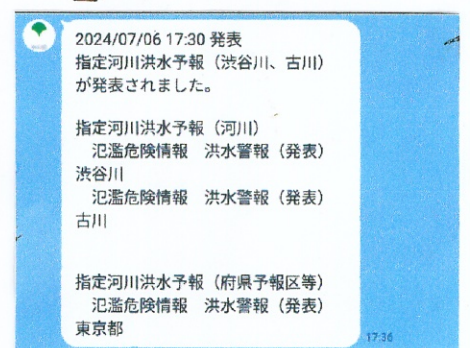 2024/07/06 17:30 発表
指定河川洪水予報（渋谷川、古川）
が発表されました。
指定河川洪水予報（河川）
氾濫危険情報　洪水警報（発表）
渋谷川
氾濫危険情報　洪水警報（発表）
古川
指定河川洪水予報（府県予報区等）
氾濫危険情報　洪水警報（発表）
東京都
17:36